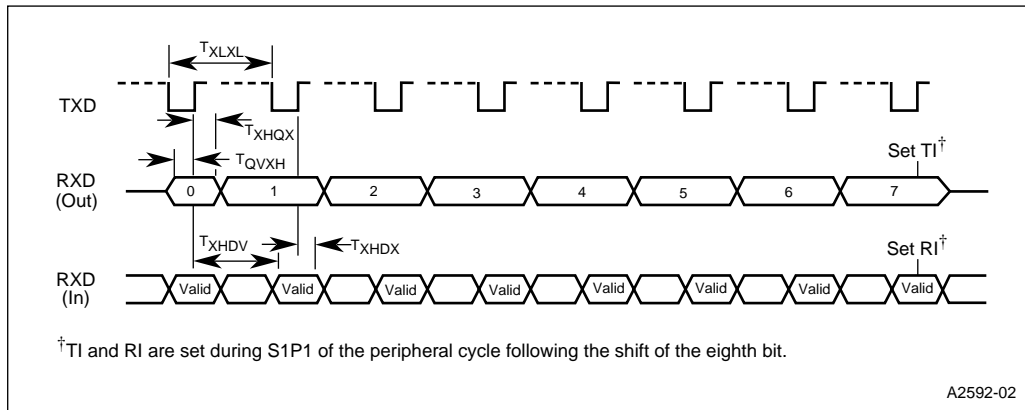 TXLXL
TXD
TXHQX
TQVXH
Set TI†
RXD
(Out)
0 1 2 3 4 5 6 7
TXHDV
TXHDX
Set RI†
RXD
(In)
Valid Valid Valid Valid Valid Valid Valid Valid
†TI and RI are set during S1P1 of the peripheral cycle following the shift of the eighth bit.
A2592-02